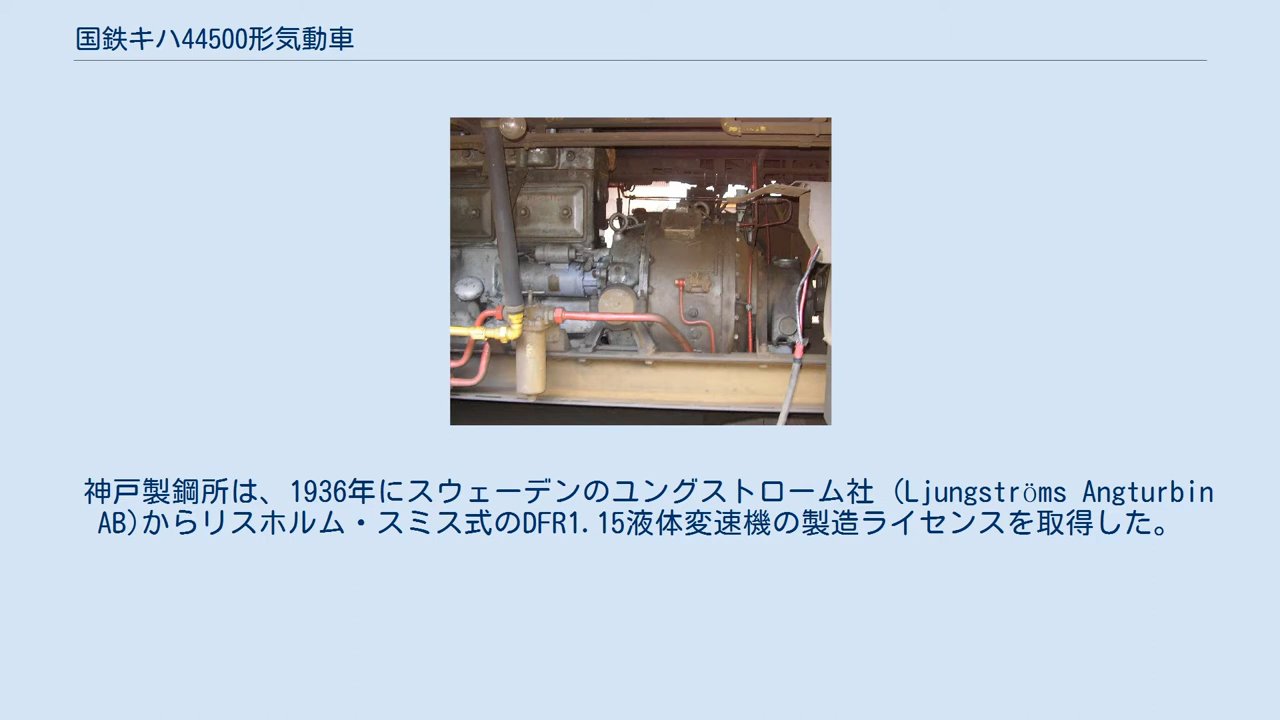 国鉄キハ44500形気動車
神戸製鋼所は、1936年にスウェーデンのユングストローム社 (Ljungströms Angturbin
AB)からリスホルム・スミス式のDFR1.15液体変速機の製造ライセンスを取得した。